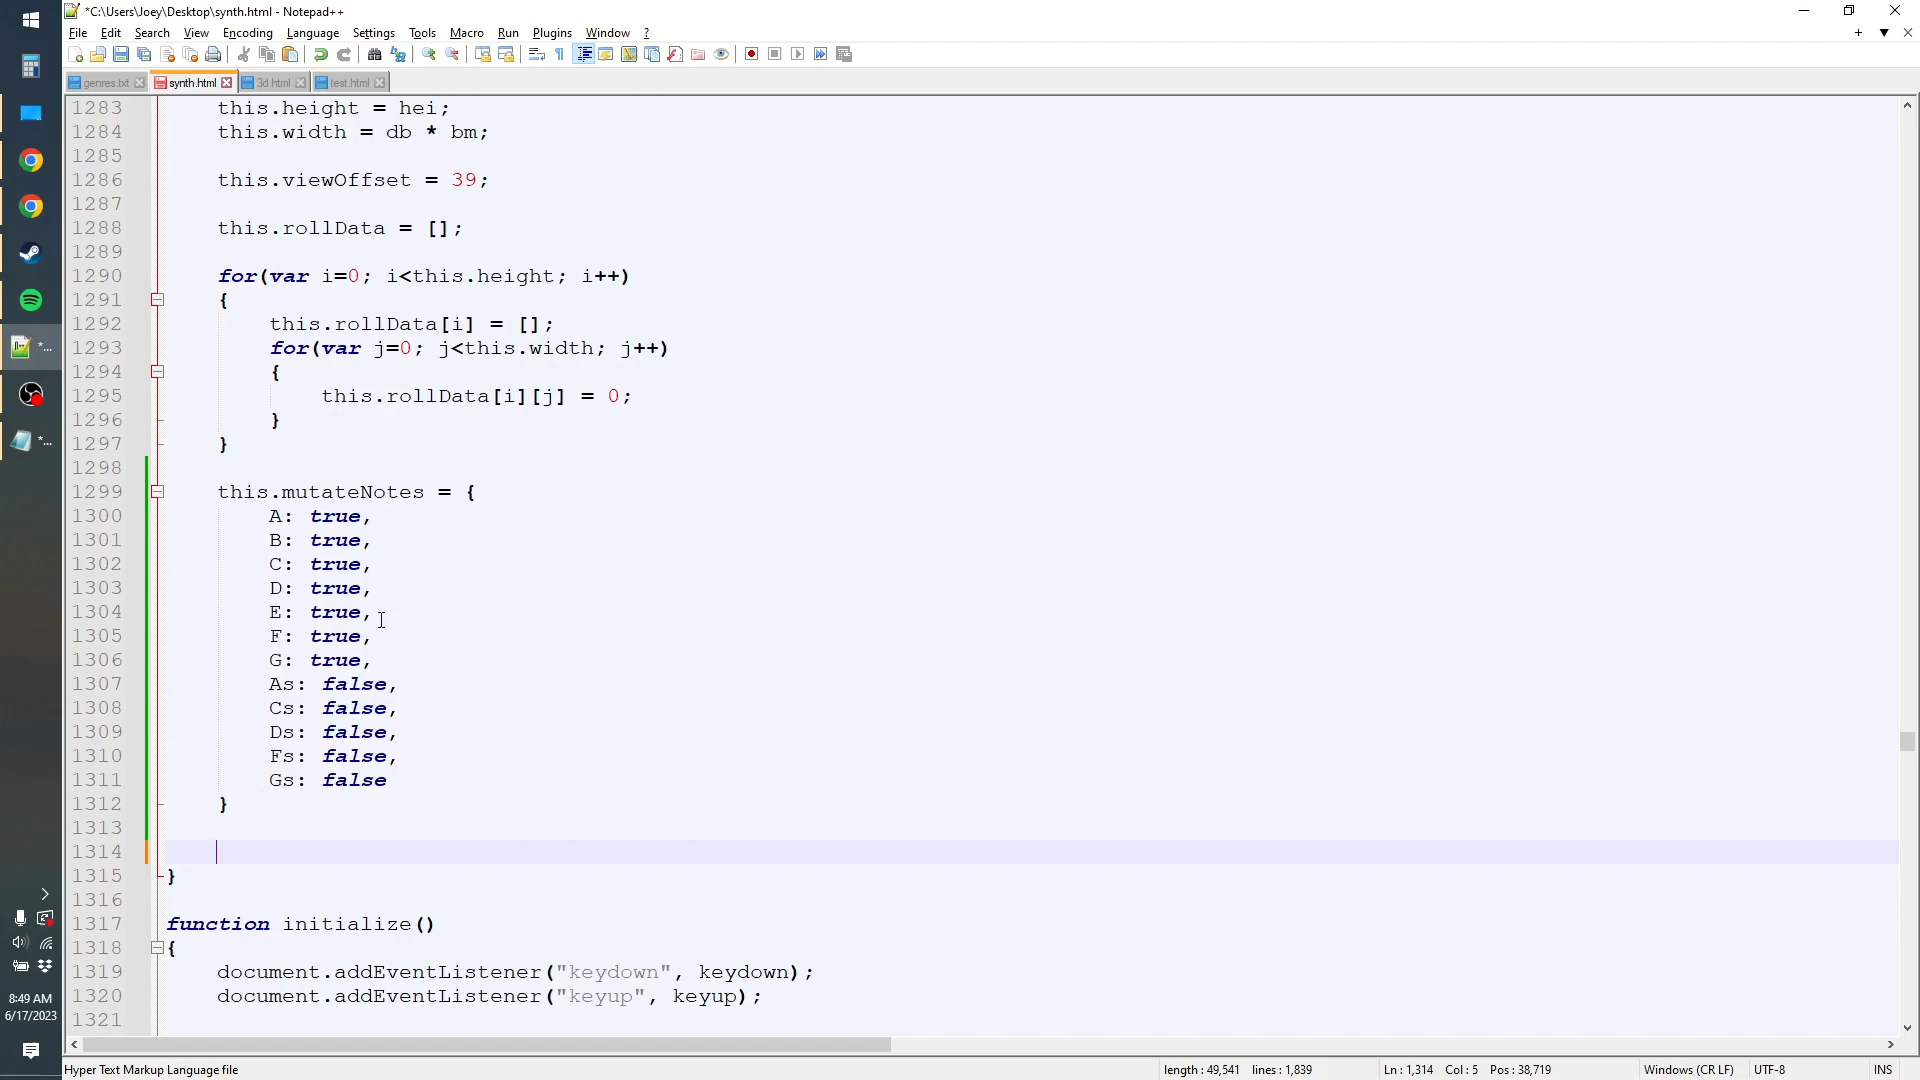 *C:\Users\Joey\Desktop\synth.html - Notepad++
File Edit Search View Encoding Language Settings Tools Macro Run Plugins Window ?
genres.txt synth.html 3d.html test.html
1283 this.height = hei;
1284 this.width = db * bm;
1285
1286 this.viewOffset = 39;
1287
1288 this.rollData = [];
1289
1290 for(var i=0; i<this.height; i++)
1291 {
1292 this.rollData[i] = [];
1293 for(var j=0; j<this.width; j++)
1294 {
1295 this.rollData[i][j] = 0;
1296 }
1297 }
1298
1299 this.mutateNotes = {
1300 A: true,
1301 B: true,
1302 C: true,
1303 D: true,
1304 E: true,
1305 F: true,
1306 G: true,
1307 As: false,
1308 Cs: false,
1309 Ds: false,
1310 Fs: false,
1311 Gs: false
1312 }
1313
1314
1315 }
1316
1317 function initialize()
1318 {
1319 document.addEventListener("keydown", keydown);
1320 document.addEventListener("keyup", keyup);
1321
*...
*...
8:49 AM
6/17/2023
Hyper Text Markup Language file length : 49,541 lines : 1,839 Ln : 1,314 Col : 5 Pos : 38,719 Windows (CR LF) UTF-8 INS